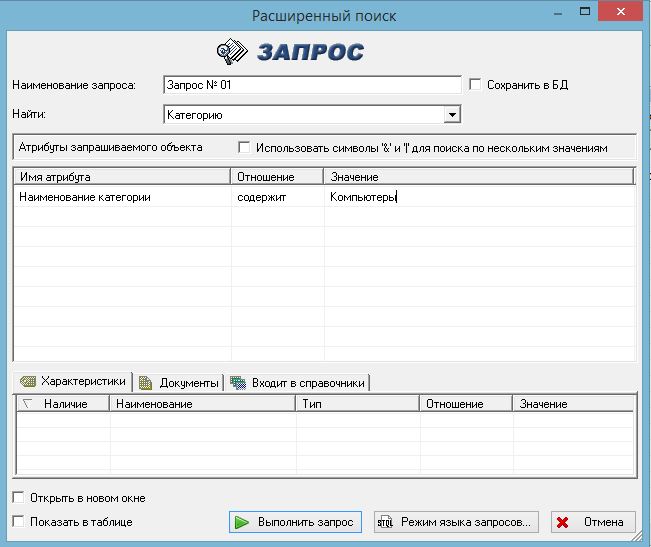 Расширенный поиск
ЗАПРОС
Наименование запроса: Запрос № 01 Сохранить в БД
Найти: Категорию
Атрибуты запрашиваемого объекта Использовать символы '&' и '|' для поиска по нескольким значениям
Имя атрибута Отношение Значение
Наименование категории содержит Компьютеры
Характеристики Документы Входит в справочники
Наличие Наименование Тип Отношение Значение
Открыть в новом окне
Показать в таблице Выполнить запрос STQL Режим языка запросов... Отмена